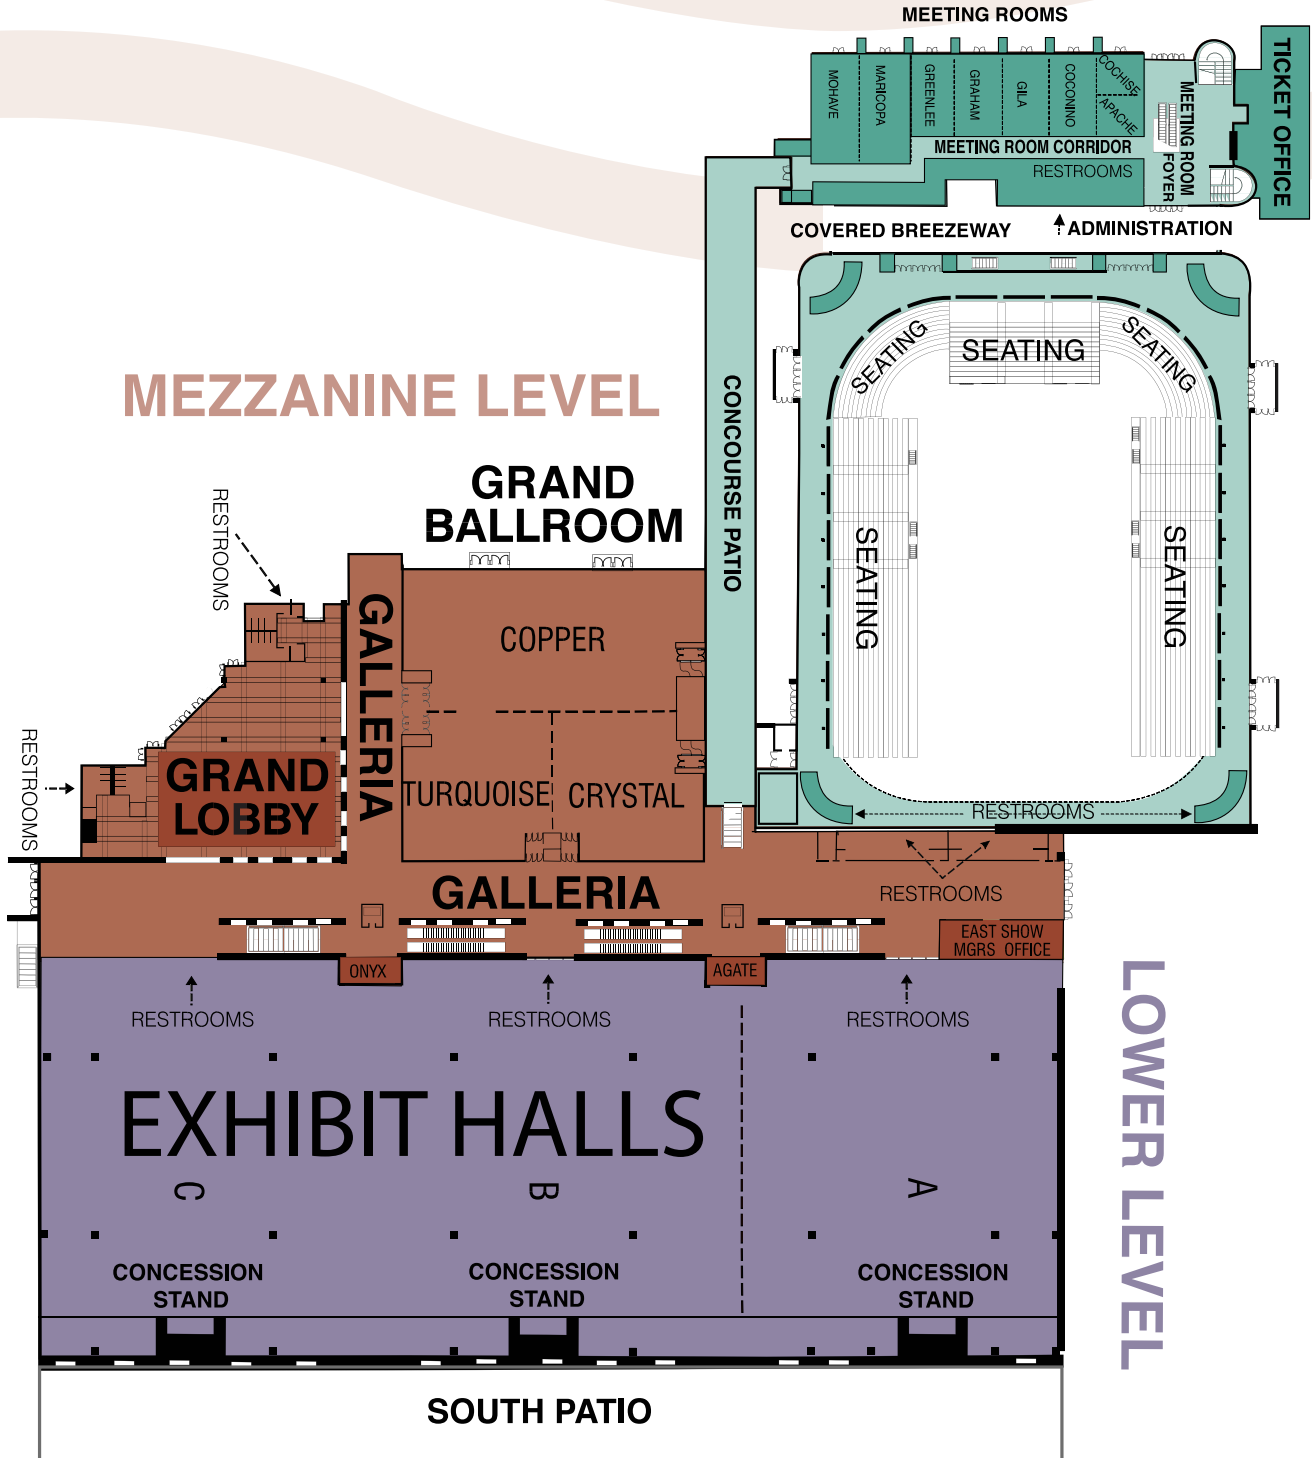 MEETING ROOMS
TICKET OFFICE
MOHAVE
MARICOPA
GREENLEE
GRAHAM
GILA
COCONINO
COCHISE
APACHE
MEETING ROOM
FOYER
MEETING ROOM CORRIDOR
RESTROOMS
COVERED BREEZEWAY
ADMINISTRATION
SEATING
SEATING
SEATING
MEZZANINE LEVEL
CONCOURSE PATIO
GRAND
BALLROOM
RESTROOMS
SEATING
SEATING
GALLERIA
COPPER
RESTROOMS
GRAND
LOBBY
TURQUOISE
CRYSTAL
RESTROOMS
GALLERIA
RESTROOMS
EAST SHOW
MGRS OFFICE
ONYX
AGATE
RESTROOMS
RESTROOMS
RESTROOMS
LOWER LEVEL
EXHIBIT HALLS
C
B
A
CONCESSION
STAND
CONCESSION
STAND
CONCESSION
STAND
SOUTH PATIO